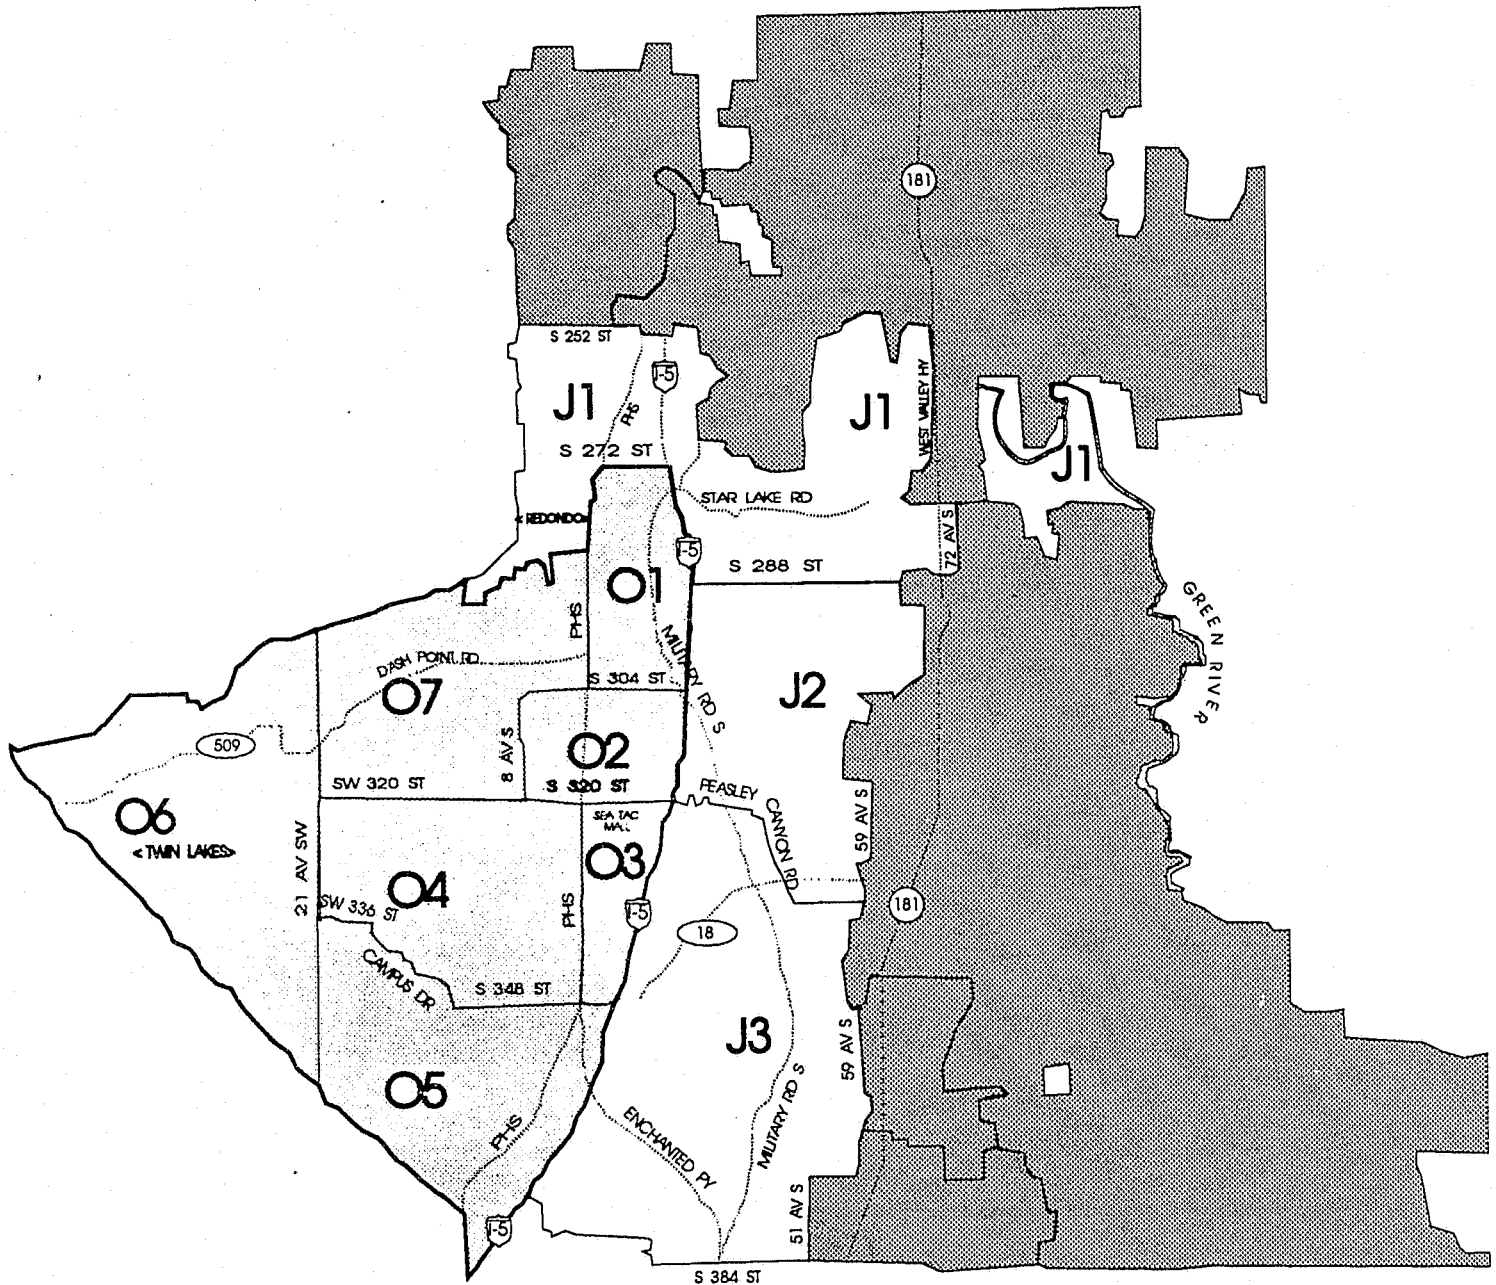 181
S 252 ST
I-5
J1
PHS
J1
WEST VALLEY HY
S 272 ST
J1
STAR LAKE RD
< REDONDO>
72 AV S
I-5
S 288 ST
O1
GREEN RIVER
PHS
MILITARY RD S
DASH POINT RD
S 304 ST
O7
J2
509
8 AV S
O2
SW 320 ST
S 320 ST
PEASLEY
CANYON RD
O6
< TWIN LAKES>
SEA TAC
MALL
59 AV S
21 AV SW
O3
O4
SW 336 ST
PHS
I-5
181
18
CAMPUS DR
S 348 ST
J3
59 AV S
O5
MILITARY RD S
PHS
ENCHANTED PY
51 AV S
I-5
S 384 ST